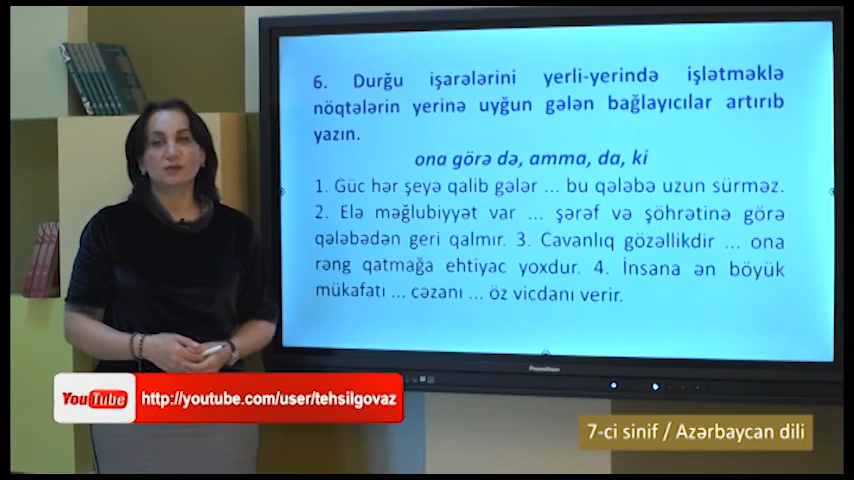 6. Durğu işarələrini yerli-yerində işlətməklə
nöqtələrin yerinə uyğun gələn bağlayıcılar artırıb
yazın.
ona görə də, amma, da, ki
1. Güc hər şeyə qalib gələr ... bu qələbə uzun sürməz.
2. Elə məğlubiyyət var ... şərəf və şöhrətinə görə
qələbədən geri qalmır. 3. Cavanlıq gözəllikdir ... ona
rəng qatmağa ehtiyac yoxdur. 4. İnsana ən böyük
mükafatı ... cəzanı ... öz vicdanı verir.
Promethean
YouTube http://youtube.com/user/tehsilgovaz
7-ci sinif / Azərbaycan dili